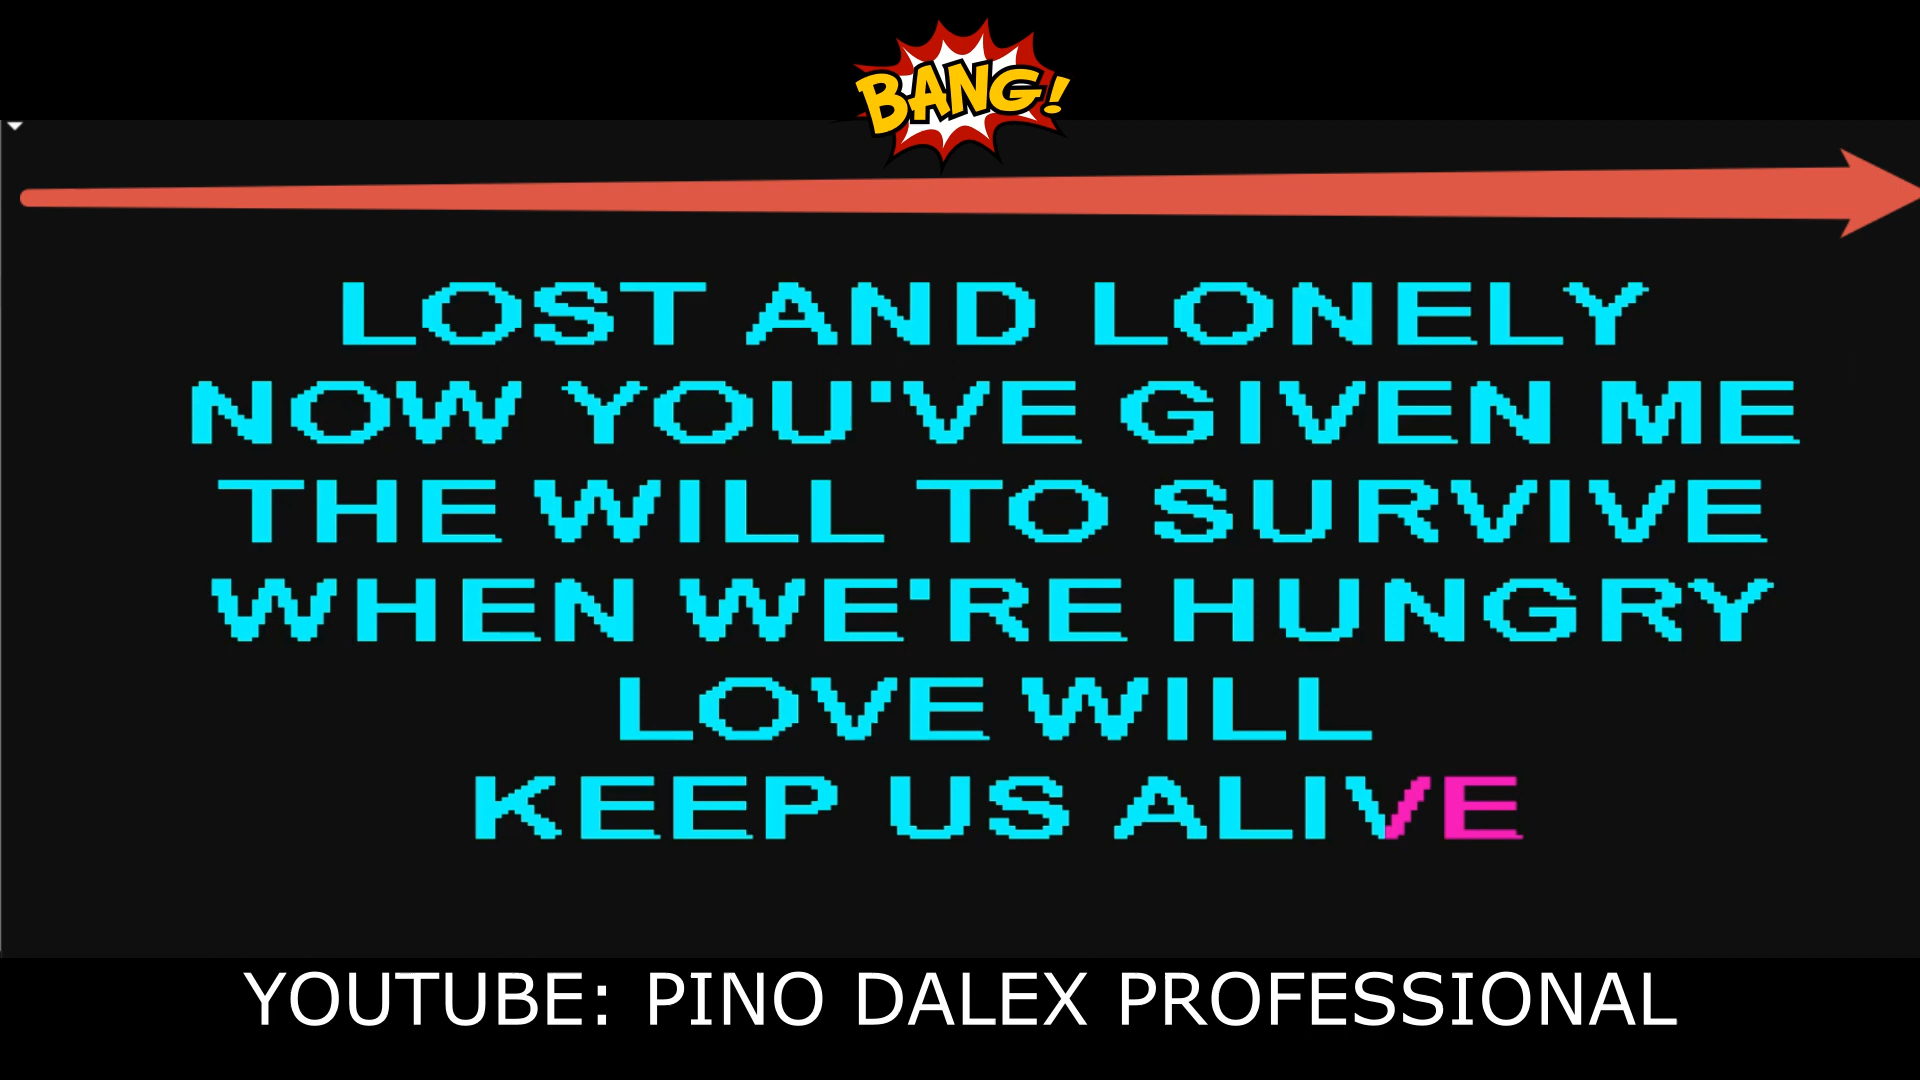 BANG!
LOST AND LONELY
NOW YOU'VE GIVEN ME
THE WILL TO SURVIVE
WHEN WE'RE HUNGRY
LOVE WILL
KEEP US ALIVE
YOUTUBE: PINO DALEX PROFESSIONAL